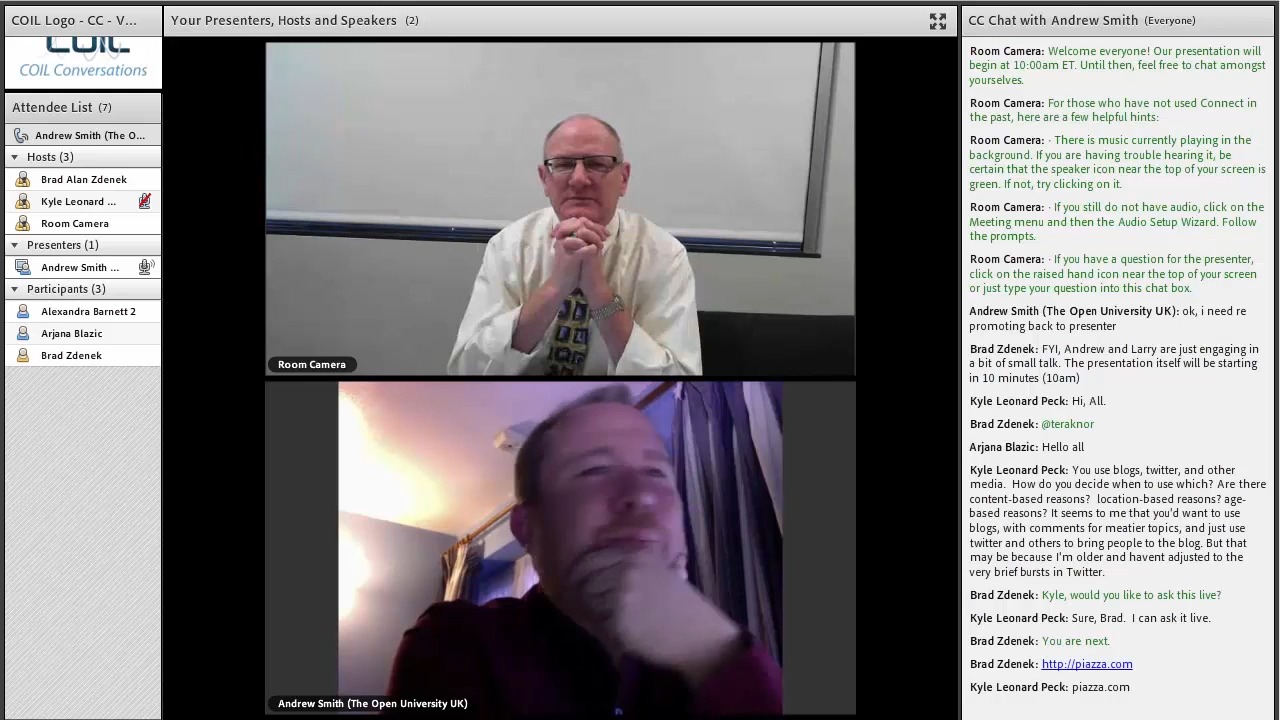 COIL Logo - CC - V...
COIL
COIL Conversations
Attendee List (7)
Andrew Smith (The O...
Hosts (3)
Brad Alan Zdenek
Kyle Leonard ...
Room Camera
Presenters (1)
Andrew Smith ...
Participants (3)
Alexandra Barnett 2
Arjana Blazic
Brad Zdenek
Your Presenters, Hosts and Speakers (2)
Room Camera
Andrew Smith (The Open University UK)
CC Chat with Andrew Smith (Everyone)
Room Camera: Welcome everyone! Our presentation will
begin at 10:00am ET. Until then, feel free to chat amongst
yourselves.
Room Camera: For those who have not used Connect in
the past, here are a few helpful hints:
Room Camera: · There is music currently playing in the
background. If you are having trouble hearing it, be
certain that the speaker icon near the top of your screen is
green. If not, try clicking on it.
Room Camera: · If you still do not have audio, click on the
Meeting menu and then the Audio Setup Wizard. Follow
the prompts.
Room Camera: · If you have a question for the presenter,
click on the raised hand icon near the top of your screen
or just type your question into this chat box.
Andrew Smith (The Open University UK): ok, i need re
promoting back to presenter
Brad Zdenek: FYI, Andrew and Larry are just engaging in
a bit of small talk. The presentation itself will be starting
in 10 minutes (10am)
Kyle Leonard Peck: Hi, All.
Brad Zdenek: @teraknor
Arjana Blazic: Hello all
Kyle Leonard Peck: You use blogs, twitter, and other
media. How do you decide when to use which? Are there
content-based reasons? location-based reasons? age-
based reasons? It seems to me that you'd want to use
blogs, with comments for meatier topics, and just use
twitter and others to bring people to the blog. But that
may be because I'm older and havent adjusted to the
very brief bursts in Twitter.
Brad Zdenek: Kyle, would you like to ask this live?
Kyle Leonard Peck: Sure, Brad. I can ask it live.
Brad Zdenek: You are next.
Brad Zdenek: http://piazza.com
Kyle Leonard Peck: piazza.com